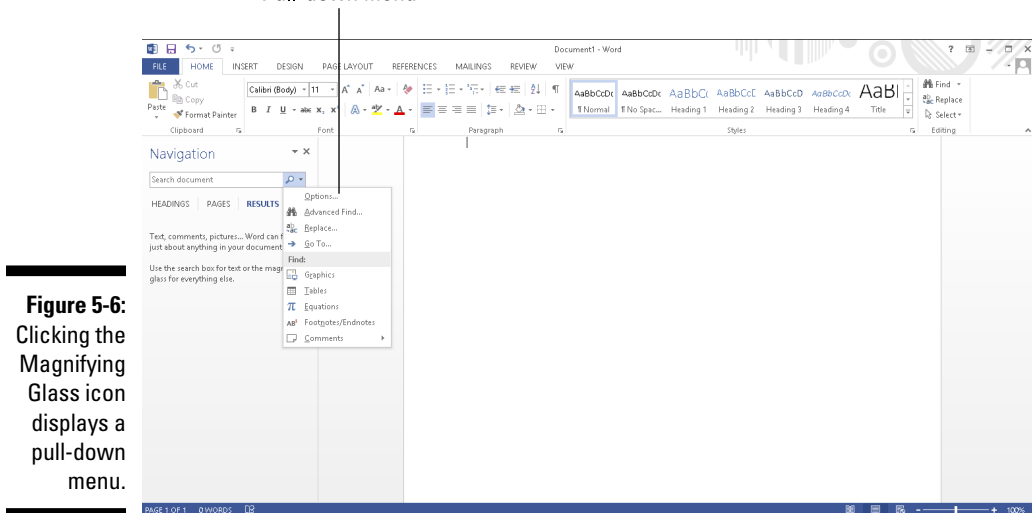 Document1 - Word
FILE HOME INSERT DESIGN PAGE LAYOUT REFERENCES MAILINGS REVIEW VIEW
Cut
Copy
Paste
Format Painter
Clipboard
Calibri (Body) 11
Aa
B I U abc x₂ x²
A
Font
Paragraph
AaBbCcDc AaBbCcDc AaBbC( AaBbCcE AaBbCcD AaBbCcDc AaBl
¶ Normal ¶ No Spac... Heading 1 Heading 2 Heading 3 Heading 4 Title
Styles
Find
Replace
Select
Editing
Navigation
Search document
HEADINGS PAGES RESULTS
Text, comments, pictures... Word can
just about anything in your document
Use the search box for text or the
glass for everything else.
Options...
Advanced Find...
Replace...
Go To...
Find:
Graphics
Tables
Equations
Footnotes/Endnotes
Comments
Figure 5-6:
Clicking the
Magnifying
Glass icon
displays a
pull-down
menu.
PAGE 1 OF 1 0 WORDS
100%